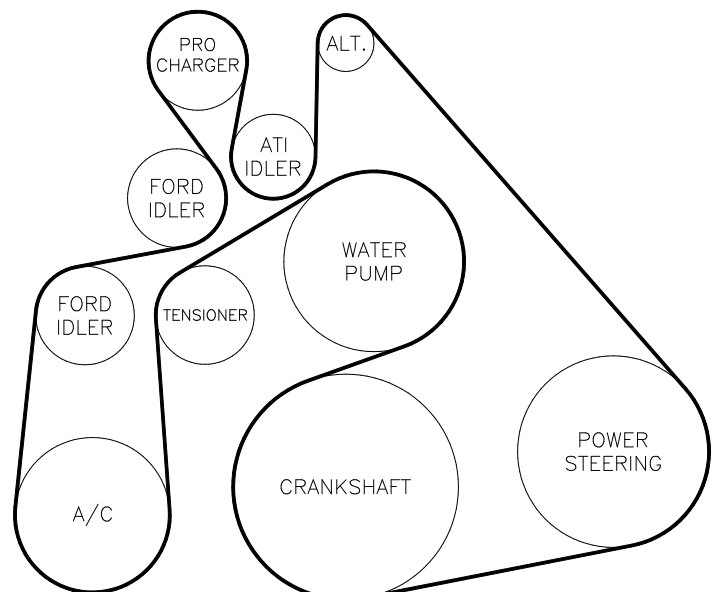 PRO
CHARGER
ALT.
ATI
IDLER
FORD
IDLER
WATER
PUMP
FORD
IDLER
TENSIONER
POWER
STEERING
CRANKSHAFT
A/C